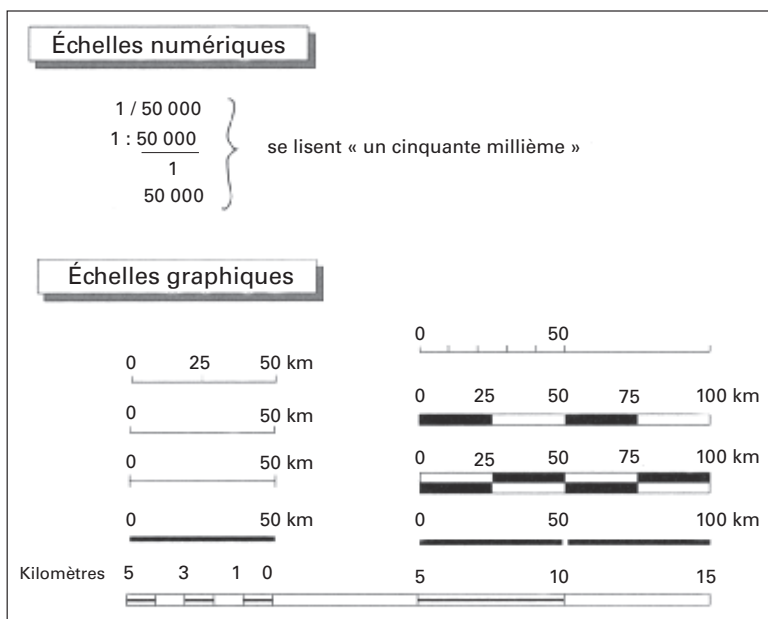 Échelles numériques
1 / 50 000
1 : 50 000
1
50 000
se lisent « un cinquante millième »
Échelles graphiques
0 25 50 km
0 50 km
0 50 km
0 50 km
0 50
0 25 50 75 100 km
0 25 50 75 100 km
0 50 100 km
Kilomètres 5 3 1 0 5 10 15